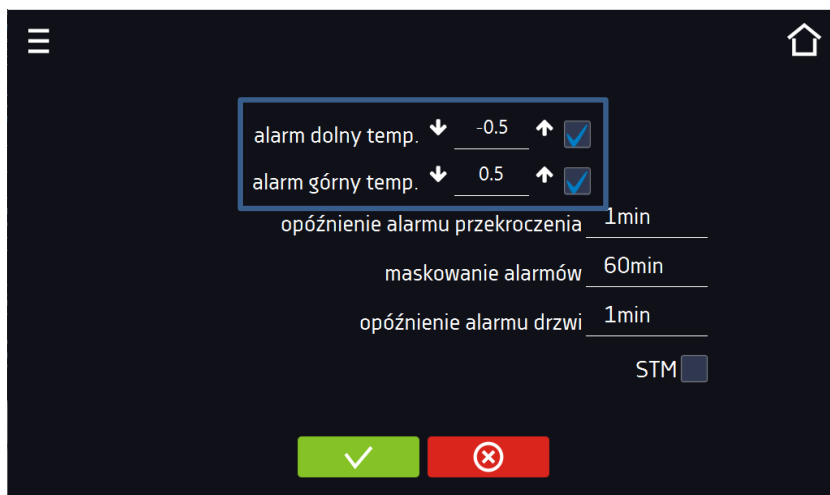 alarm dolny temp. -0.5
alarm górny temp. 0.5
opóźnienie alarmu przekroczenia 1min
maskowanie alarmów 60min
opóźnienie alarmu drzwi 1min
STM